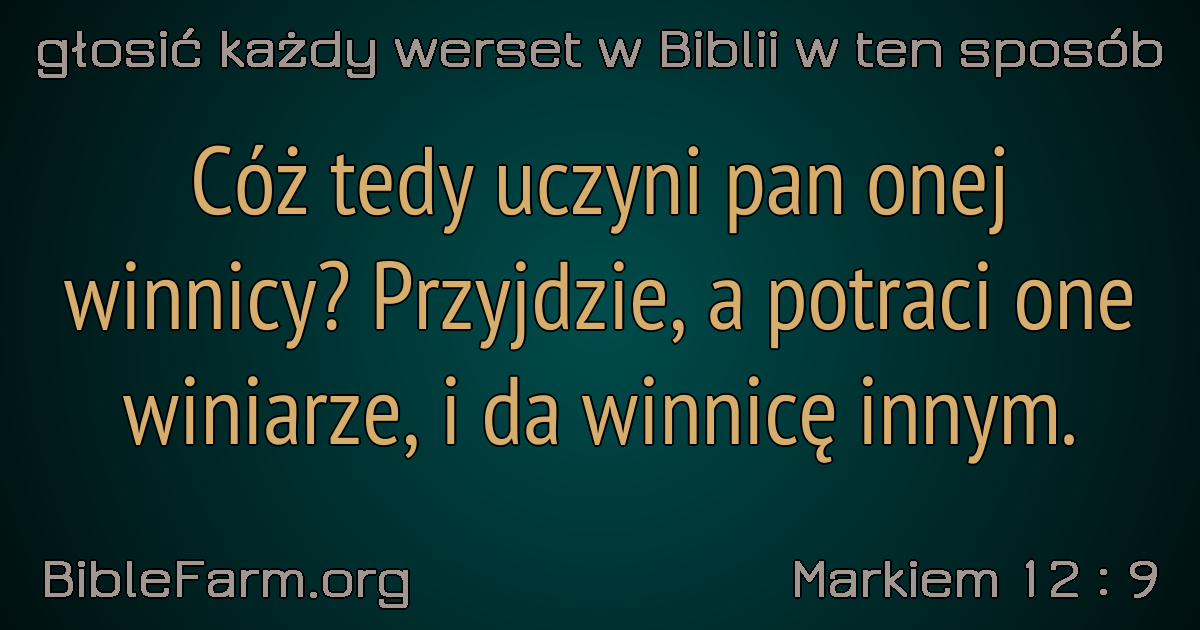 głosić każdy werset w Biblii w ten sposób
Cóż tedy uczyni pan onej
winnicy? Przyjdzie, a potraci one
winiarze, i da winnicę innym.
BibleFarm.org
Markiem 12 : 9